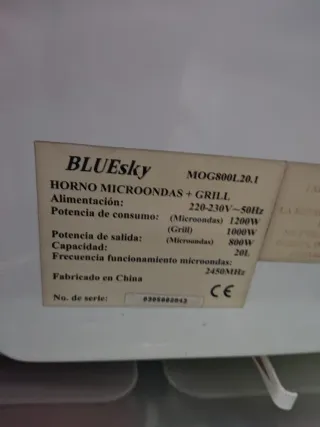 BLUEsky MOG800L20.1
HORNO MICROONDAS + GRILL
Alimentación: 220-230V~50Hz
Potencia de consumo: (Microondas) 1200W
(Grill) 1000W
Potencia de salida: (Microondas) 800W
Capacidad: 20L
Frecuencia funcionamiento microondas:
2450MHz
Fabricado en China
CE
No. de serie: